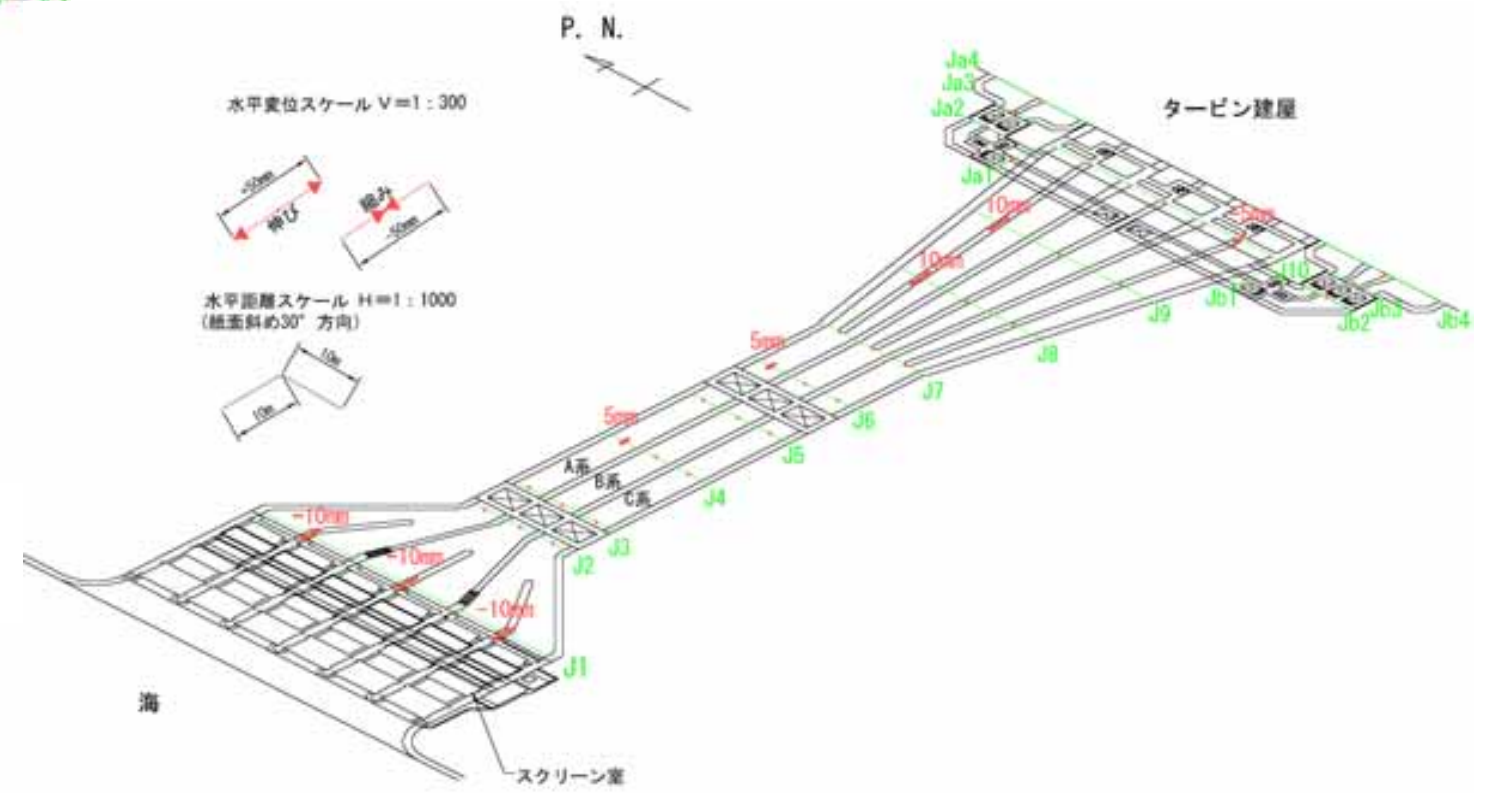 P. N.
水平変位スケール V=1:300
+50mm
伸び
縮み
-50mm
水平距離スケール H=1:1000
(紙面斜め30°方向)
10m
10m
Ja4
Ja3
Ja2
Ja1
タービン建屋
10mm
10mm
-5mm
J10
Jb1
Jb2
Jb3
Jb4
J9
J8
J7
5mm
J6
5mm
J5
A系
B系
C系
J4
J3
J2
-10mm
-10mm
-10mm
J1
海
スクリーン室